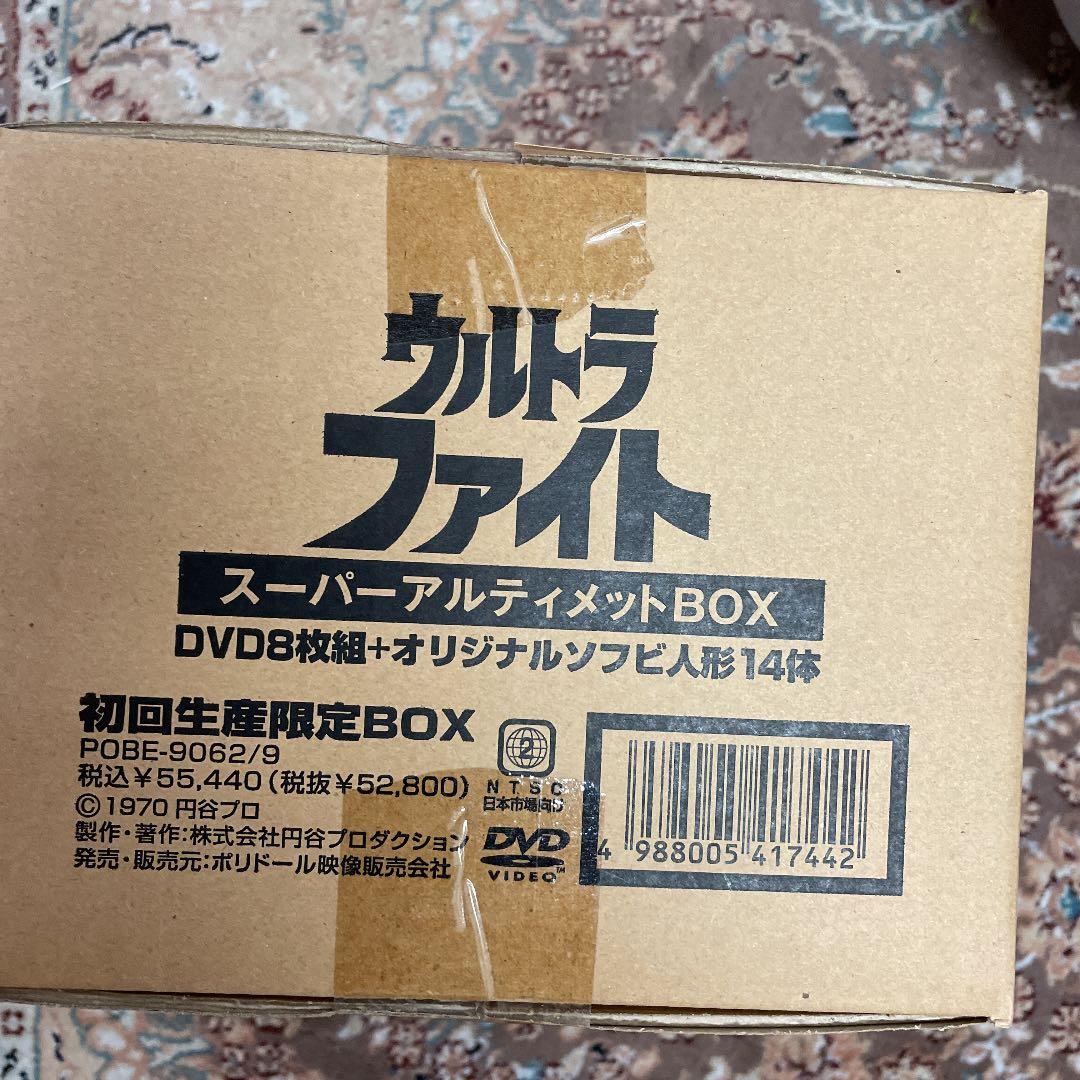 ウルトラ
ファイト
スーパーアルティメットBOX
DVD8枚組+オリジナルソフビ人形14体
初回生産限定BOX
POBE-9062/9
税込¥55,440(税抜¥52,800)
©1970 円谷プロ
製作・著作:株式会社円谷プロダクション
発売・販売元:ポリドール映像販売会社
2
NTSC
日本市場向け
DVD
VIDEO™
4 988005 417442